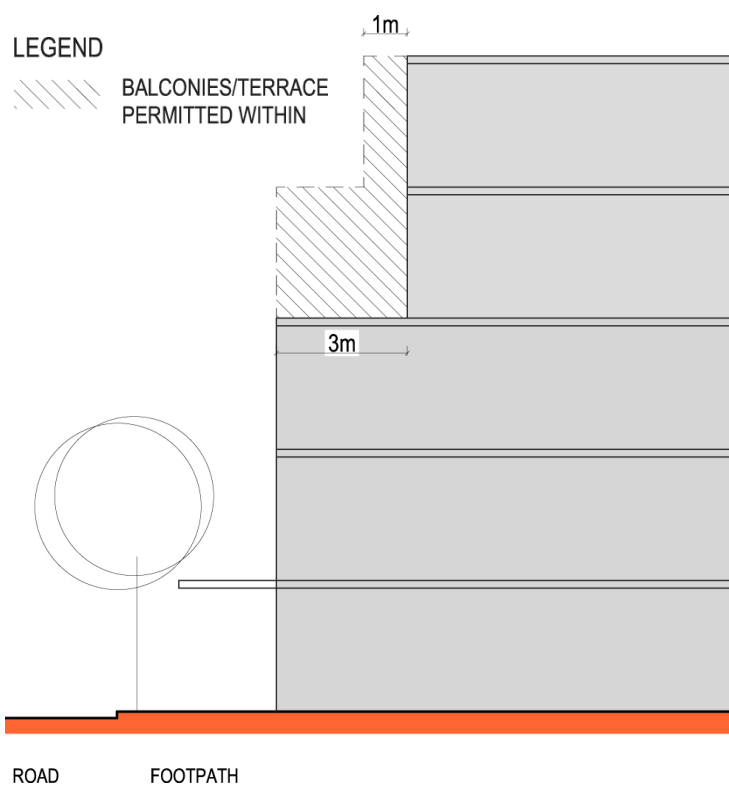 1m
LEGEND
BALCONIES/TERRACE
PERMITTED WITHIN
3m
ROAD
FOOTPATH